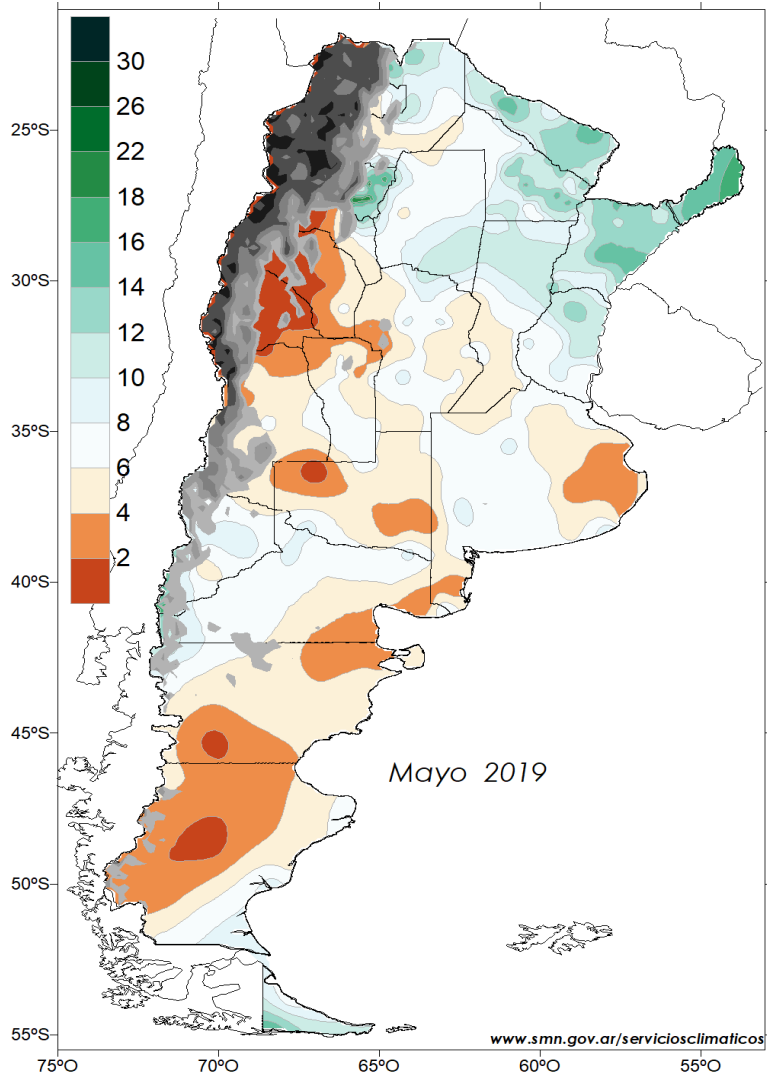 30
26
22
18
16
14
12
10
8
6
4
2
25ºS
30ºS
35ºS
40ºS
45ºS
50ºS
55ºS
Mayo 2019
www.smn.gov.ar/serviciosclimaticos
75ºO 70ºO 65ºO 60ºO 55ºO